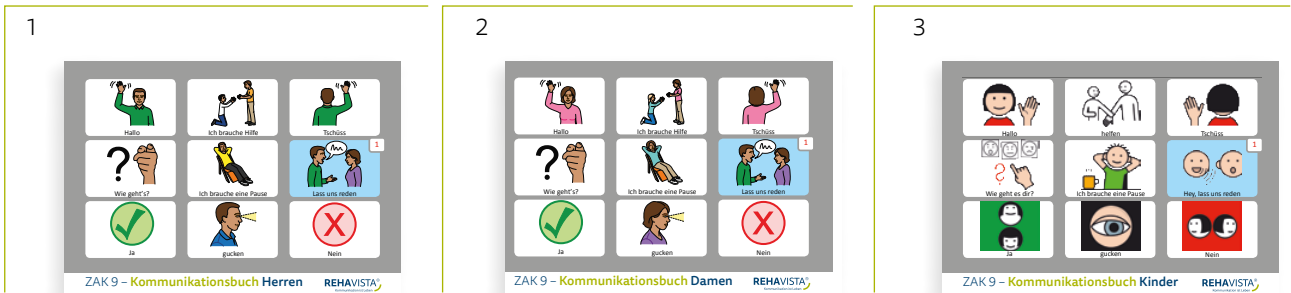 1
Hallo
Ich brauche Hilfe
Tschüss
?
1
Wie geht's?
Ich brauche eine Pause
Lass uns reden
X
Ja
gucken
Nein
ZAK 9 – Kommunikationsbuch Herren
REHAVISTA®
2
Hallo
Ich brauche Hilfe
Tschüss
?
1
Wie geht's?
Ich brauche eine Pause
Lass uns reden
X
Ja
gucken
Nein
ZAK 9 – Kommunikationsbuch Damen
REHAVISTA®
3
Hallo
helfen
Tschüss
?
1
Wie geht es dir?
Ich brauche eine Pause
Hey, lass uns reden
Ja
gucken
Nein
ZAK 9 – Kommunikationsbuch Kinder
REHAVISTA®